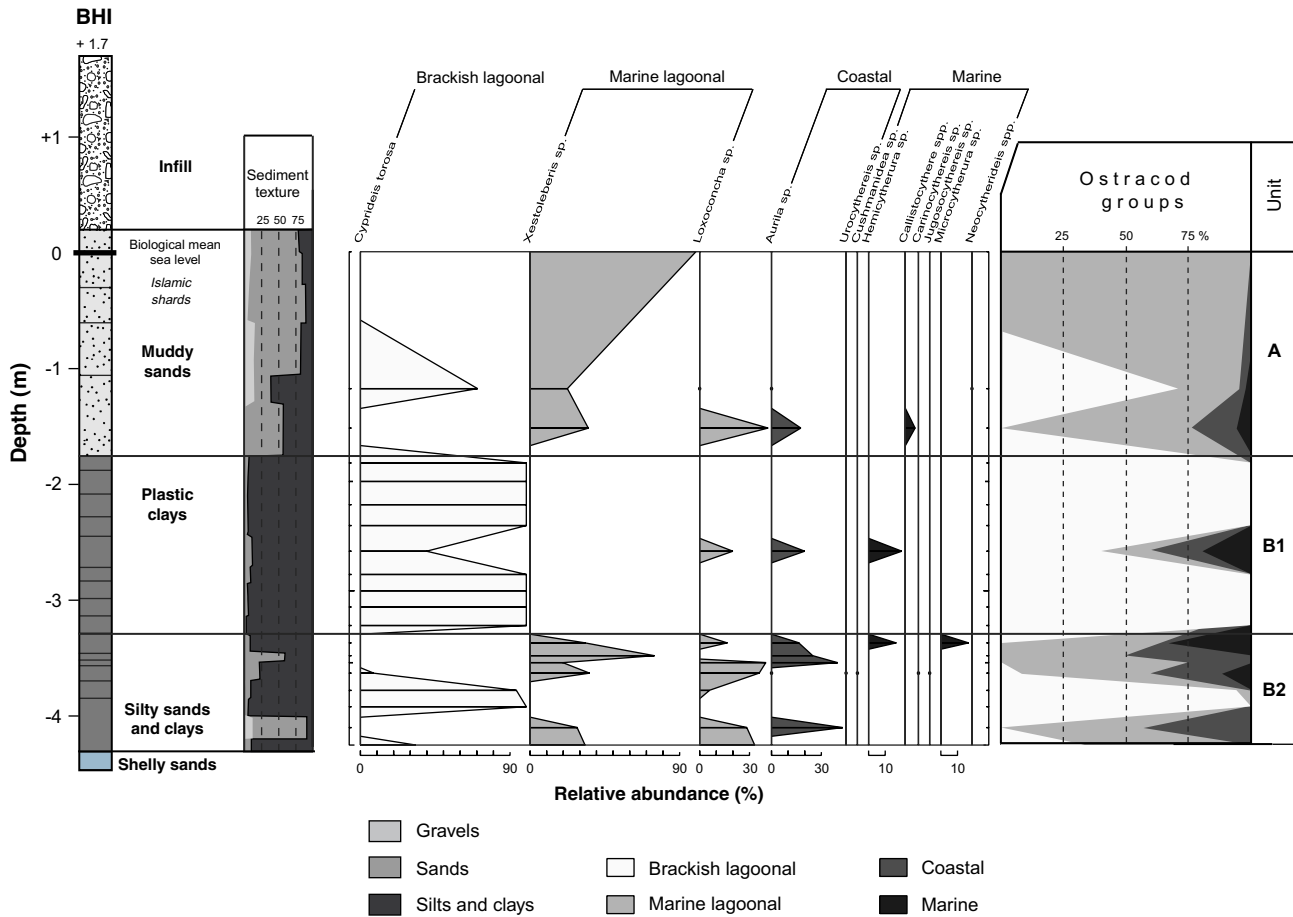 BHI
+ 1.7
Brackish lagoonal
Marine lagoonal
Coastal
Marine
Cyprideis torosa
Xestoleberis sp.
Loxoconcha sp.
Aurila sp.
Urocythereis sp.
Cushmanidea sp.
Hemicytherura sp.
Callistocythere spp.
Carinocythereis sp.
Jugosocythereis sp.
Microcytherura sp.
Neocytherideis spp.
Ostracod
groups
Unit
25 50 75 %
Sediment
texture
25 50 75
Depth (m)
+1
0
-1
-2
-3
-4
Infill
Biological mean
sea level
Islamic
shards
Muddy
sands
Plastic
clays
Silty sands
and clays
Shelly sands
A
B1
B2
0 90 0 90 0 30 0 30 10 10
Relative abundance (%)
Gravels
Sands
Silts and clays
Brackish lagoonal
Marine lagoonal
Coastal
Marine